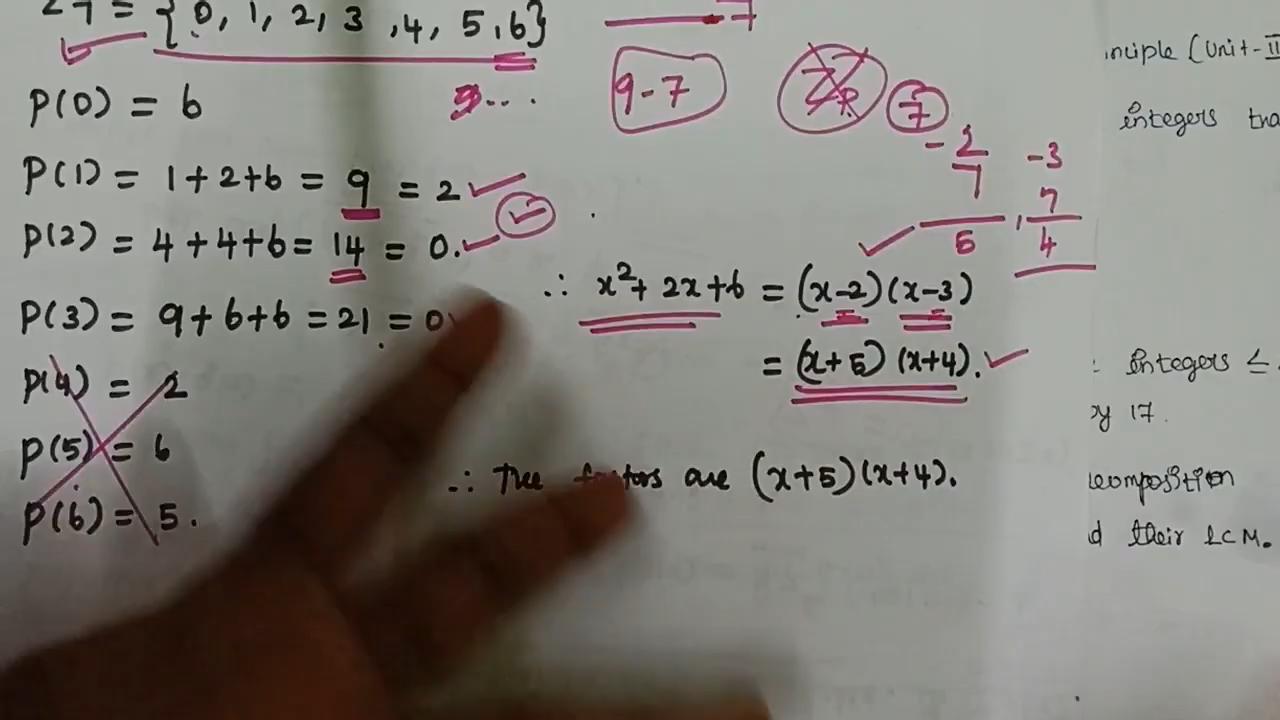 Z7 = {0, 1, 2, 3, 4, 5, 6}
7
P(0) = 6
9 - 7
7
P(1) = 1+2+6 = 9 = 2
P(2) = 4+4+6 = 14 = 0.
P(3) = 9+6+6 = 21 = 0
P(4) = 2
P(5) = 6
P(6) = 5.
-2
7
5
-3
7
4
∴ x²+2x+6 = (x-2)(x-3)
= (x+5)(x+4).
∴ The factors are (x+5)(x+4).
(Unit-II
integers
integers ≤
17.
their LCM.